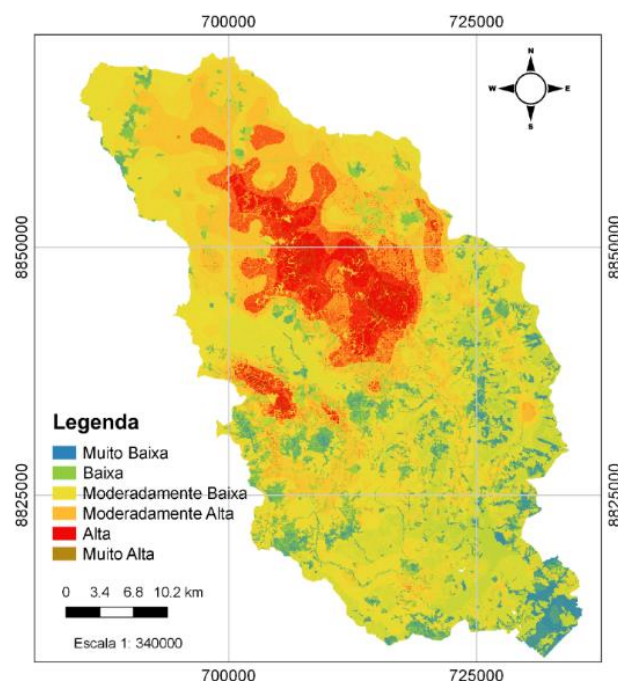 700000 725000
N
W E
S
8850000 8850000
Legenda
Muito Baixa
Baixa
Moderadamente Baixa
Moderadamente Alta
Alta
Muito Alta
8825000 8825000
0 3.4 6.8 10.2 km
Escala 1: 340000
700000 725000